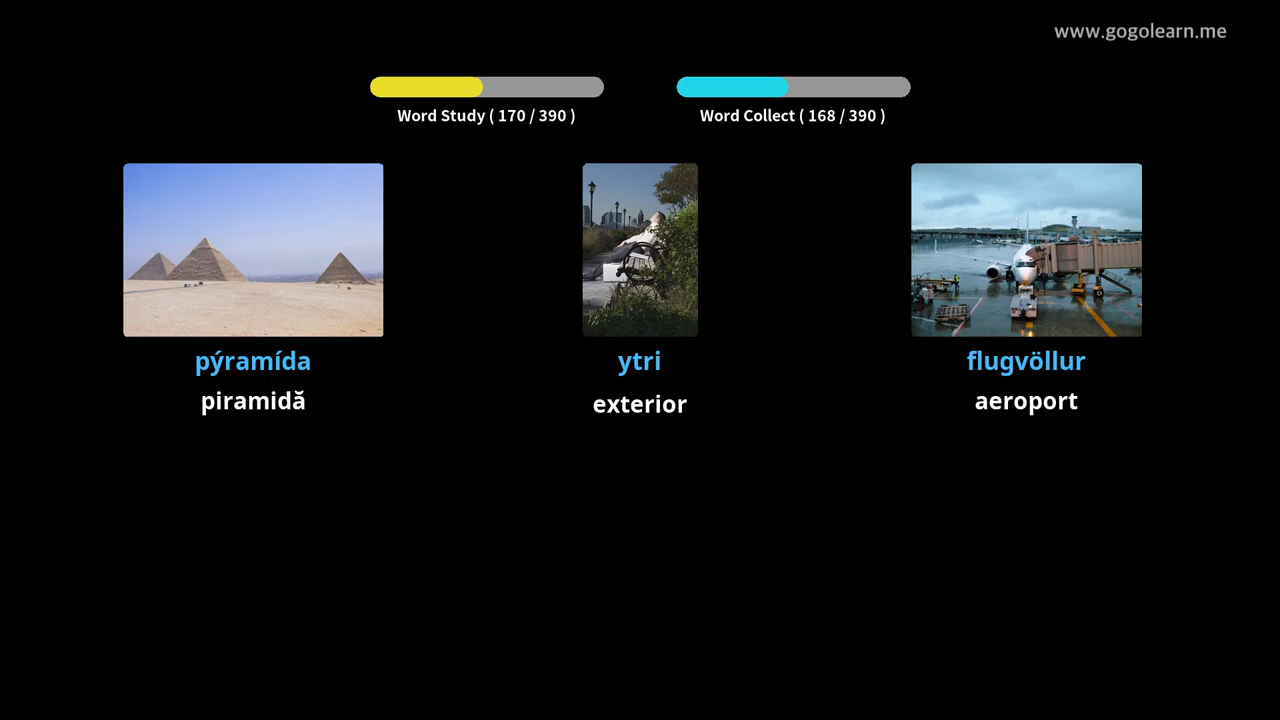 www.gogolearn.me
Word Study ( 170 / 390 )
Word Collect ( 168 / 390 )
pýramída
piramidă
ytri
exterior
flugvöllur
aeroport